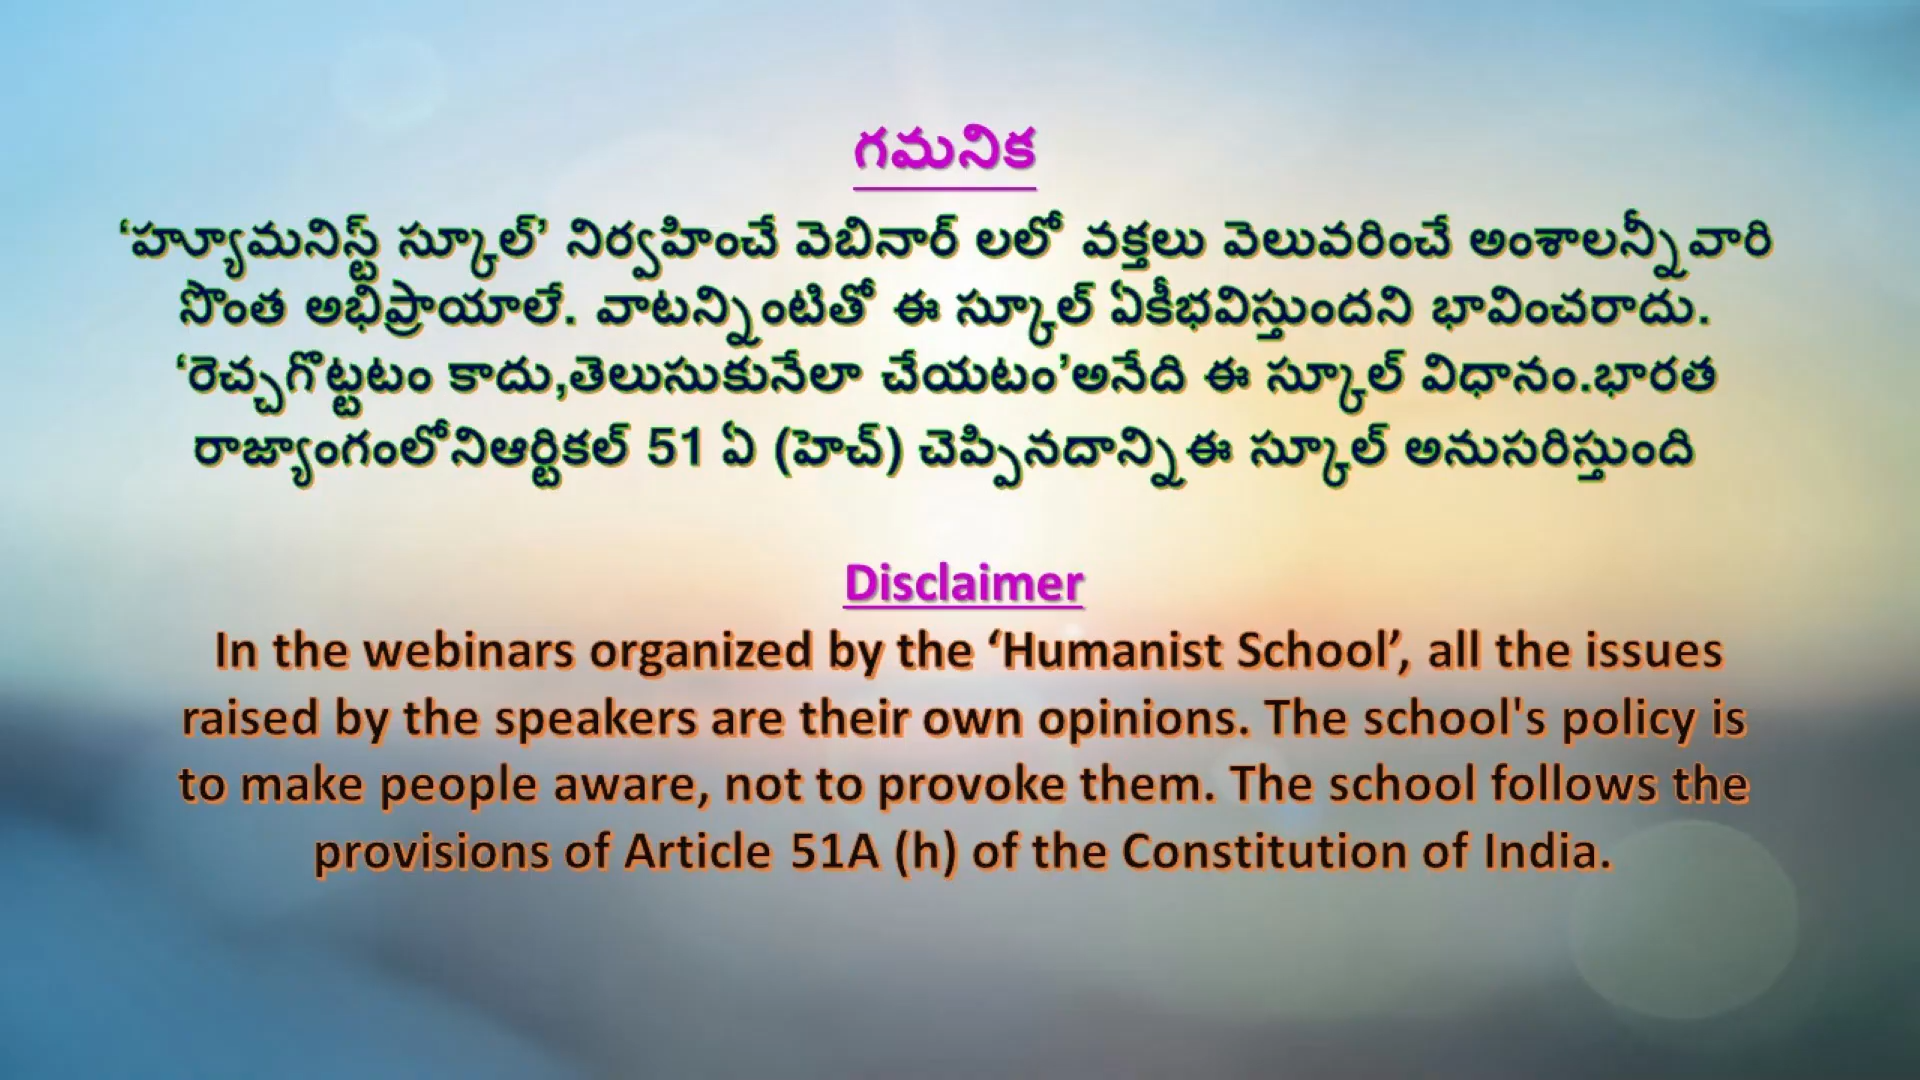 గమనిక
‘హ్యూమనిస్ట్ స్కూల్’ నిర్వహించే వెబినార్ లలో వక్తలు వెలువరించే అంశాలన్నీ వారి
సొంత అభిప్రాయాలే. వాటన్నింటితో ఈ స్కూల్ ఏకీభవిస్తుందని భావించరాదు.
‘రెచ్చగొట్టటం కాదు,తెలుసుకునేలా చేయటం’అనేది ఈ స్కూల్ విధానం.భారత
రాజ్యాంగంలోనిఆర్టికల్ 51 ఏ (హెచ్) చెప్పినదాన్ని ఈ స్కూల్ అనుసరిస్తుంది
Disclaimer
In the webinars organized by the ‘Humanist School’, all the issues
raised by the speakers are their own opinions. The school's policy is
to make people aware, not to provoke them. The school follows the
provisions of Article 51A (h) of the Constitution of India.